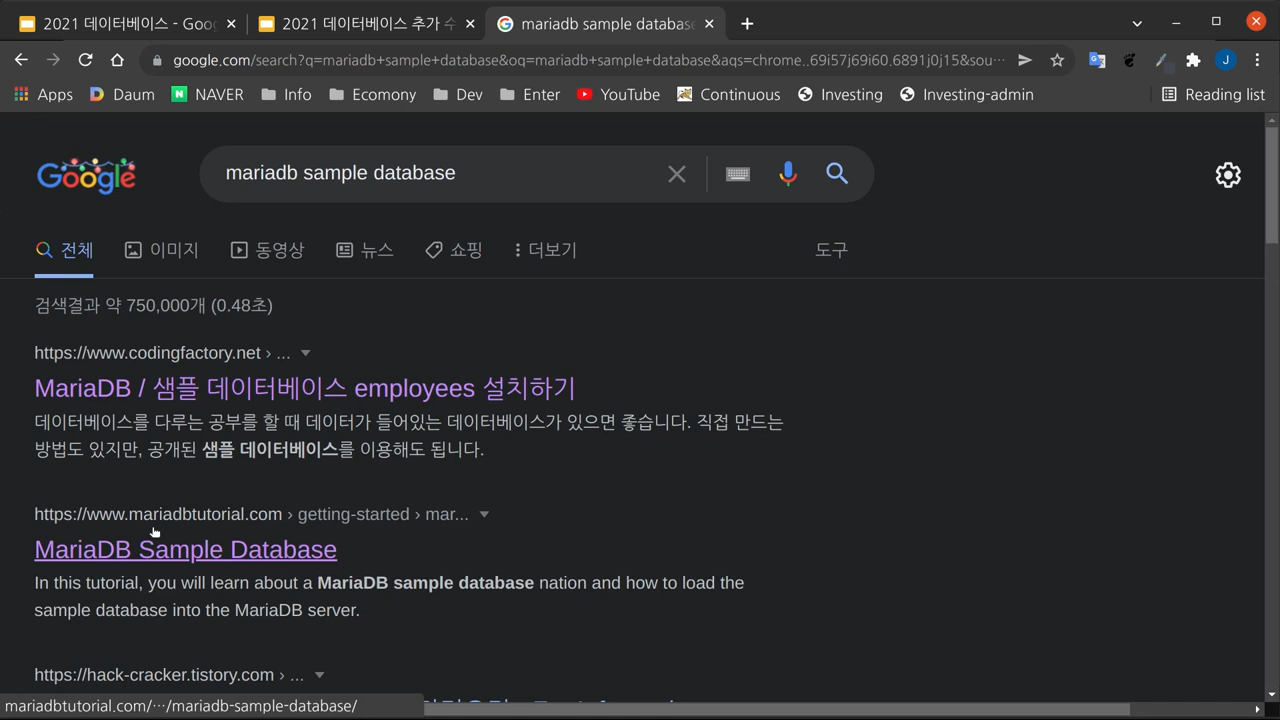 2021 데이터베이스 - Goog
2021 데이터베이스 추가 수
mariadb sample database
google.com/search?q=mariadb+sample+database&oq=mariadb+sample+database&aqs=chrome..69i57j69i60.6891j0j15&sou…
Apps
Daum
NAVER
Info
Ecomony
Dev
Enter
YouTube
Continuous
Investing
Investing-admin
Reading list
Google
mariadb sample database
전체
이미지
동영상
뉴스
쇼핑
더보기
도구
검색결과 약 750,000개 (0.48초)
https://www.codingfactory.net › ...
MariaDB / 샘플 데이터베이스 employees 설치하기
데이터베이스를 다루는 공부를 할 때 데이터가 들어있는 데이터베이스가 있으면 좋습니다. 직접 만드는
방법도 있지만, 공개된 샘플 데이터베이스를 이용해도 됩니다.
https://www.mariadbtutorial.com › getting-started › mar...
MariaDB Sample Database
In this tutorial, you will learn about a MariaDB sample database nation and how to load the
sample database into the MariaDB server.
https://hack-cracker.tistory.com › ...
mariadbtutorial.com/…/mariadb-sample-database/